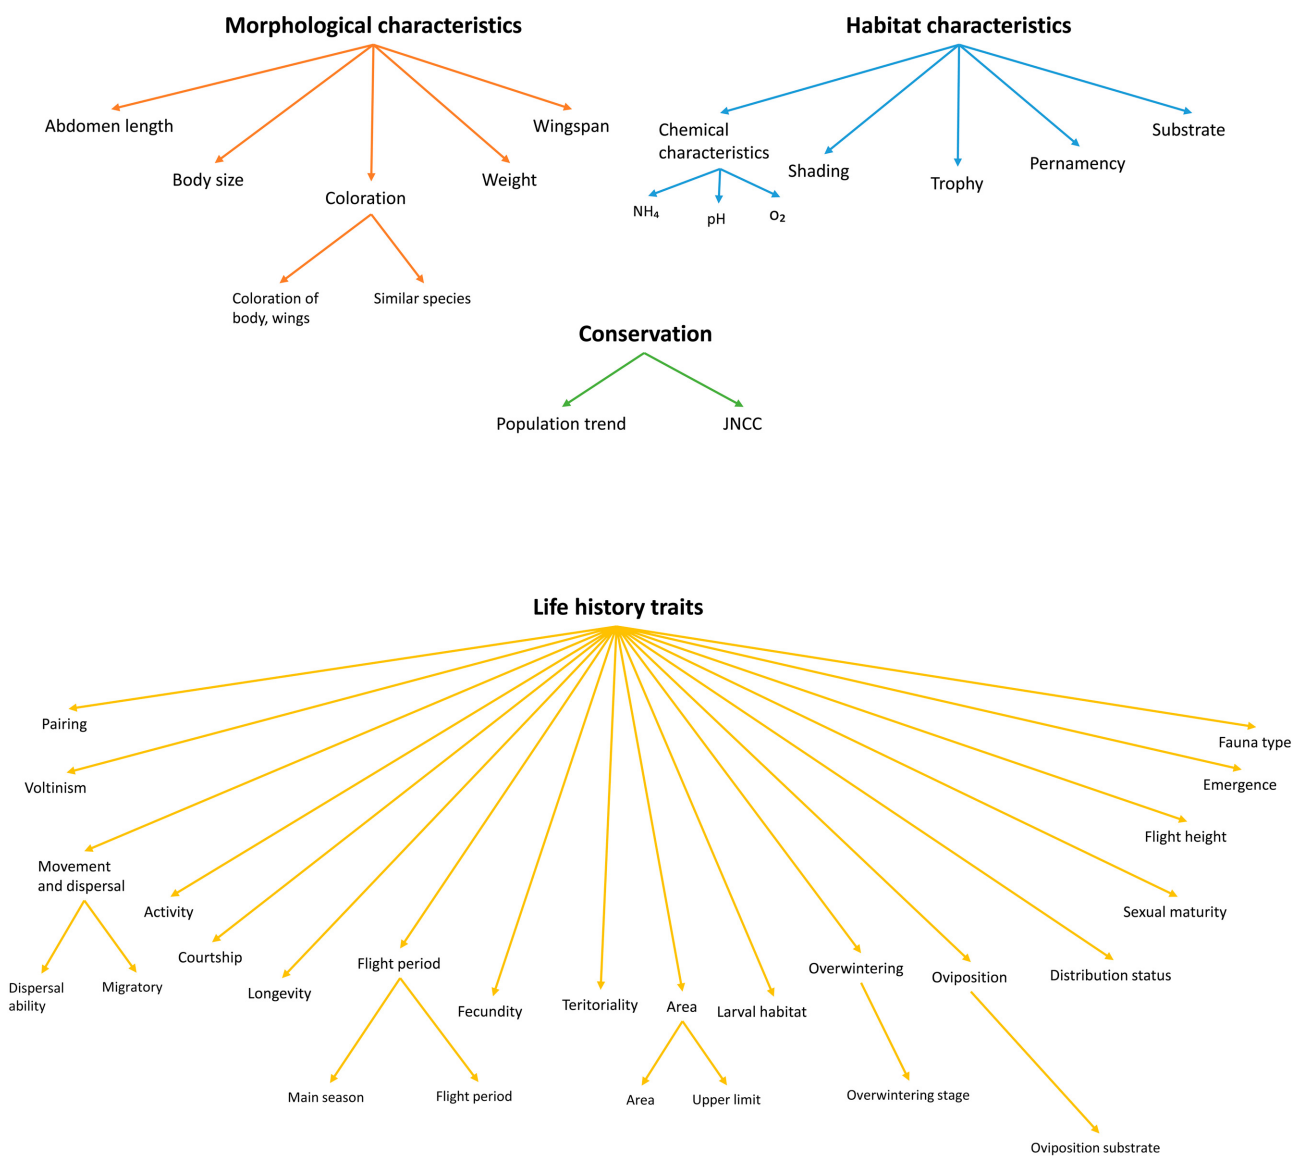 Morphological characteristics
Abdomen length
Body size
Coloration
Weight
Wingspan
Coloration of
body, wings
Similar species
Habitat characteristics
Chemical
characteristics
Shading
Trophy
Pernamency
Substrate
NH₄
pH
O₂
Conservation
Population trend
JNCC
Life history traits
Pairing
Voltinism
Movement
and dispersal
Dispersal
ability
Migratory
Activity
Courtship
Longevity
Flight period
Main season
Flight period
Fecundity
Teritoriality
Area
Area
Upper limit
Larval habitat
Overwintering
Overwintering stage
Oviposition
Oviposition substrate
Distribution status
Sexual maturity
Flight height
Emergence
Fauna type